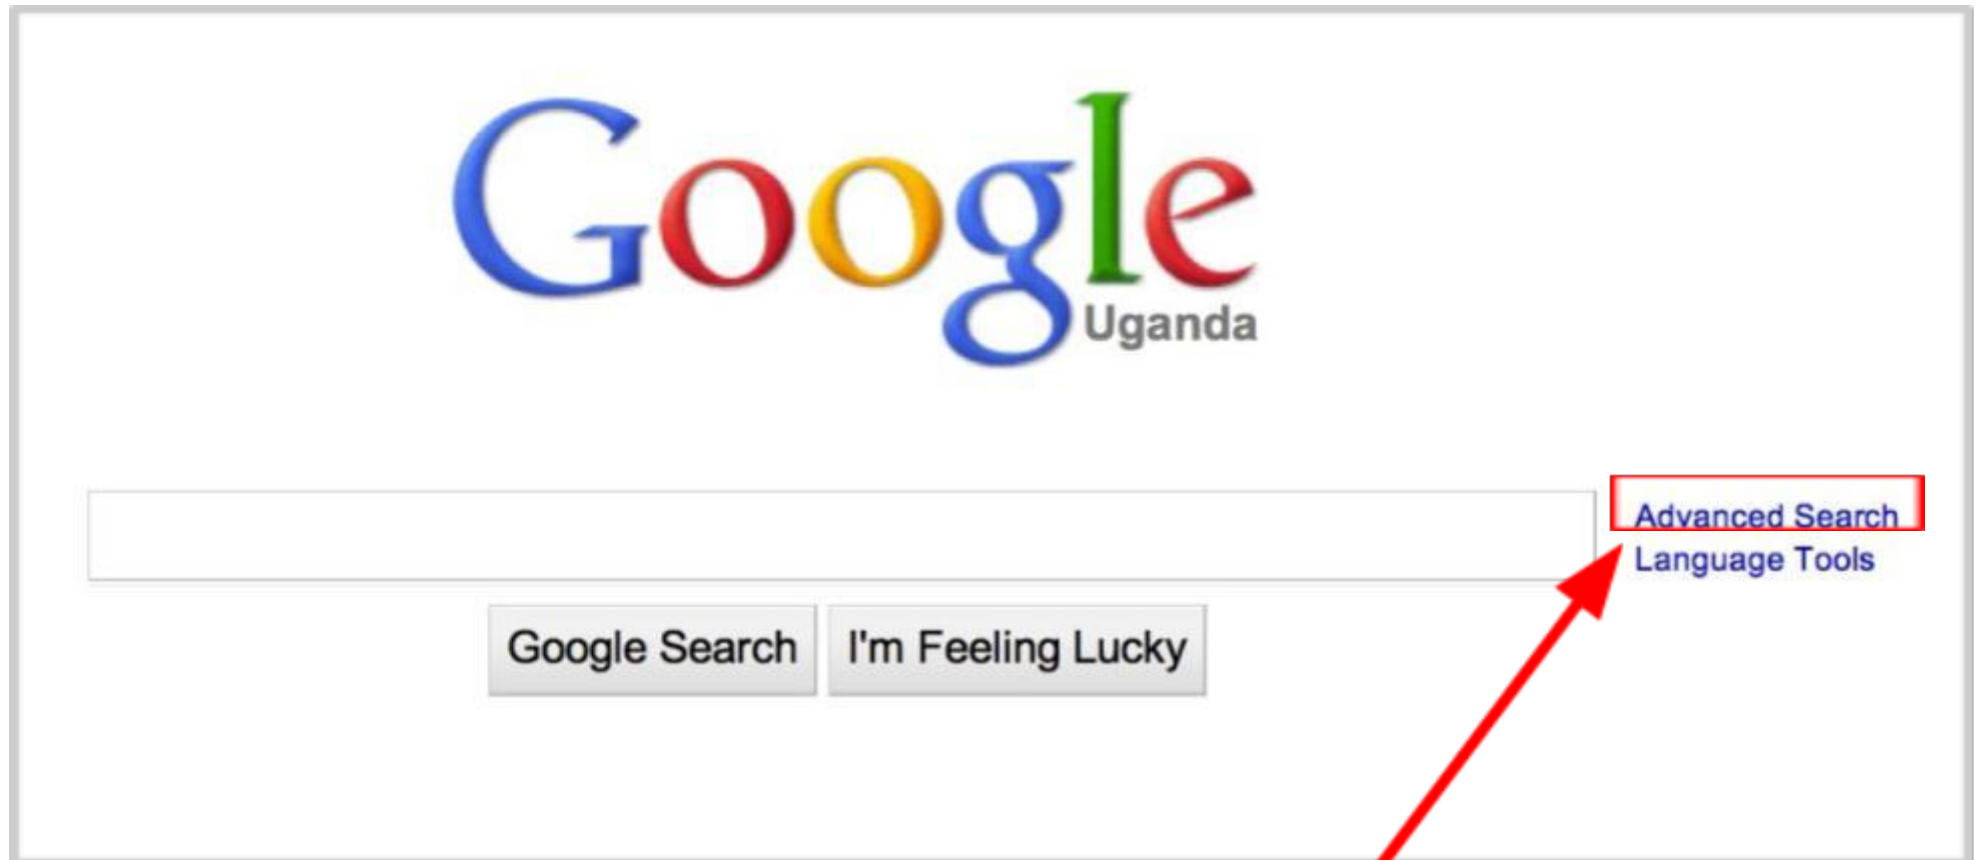 Google
Uganda
Advanced Search
Language Tools
Google Search
I'm Feeling Lucky